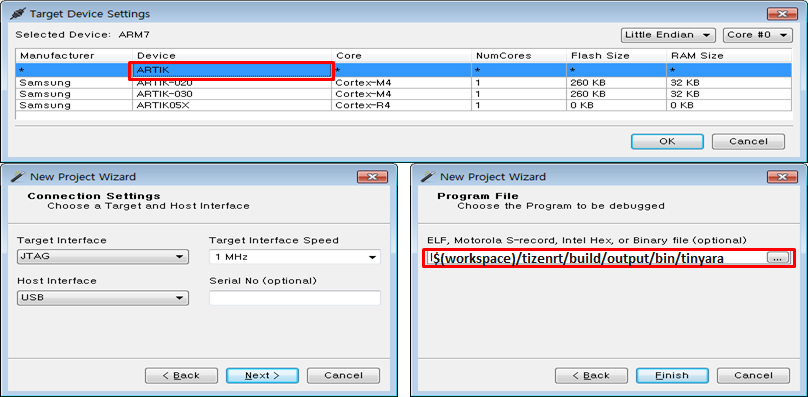 Target Device Settings
Selected Device: ARM7
Little Endian
Core #0
Manufacturer Device Core NumCores Flash Size RAM Size
* ARTIK * * * *
Samsung ARTIK-020 Cortex-M4 1 260 KB 32 KB
Samsung ARTIK-030 Cortex-M4 1 260 KB 32 KB
Samsung ARTIK05X Cortex-R4 1 0 KB 0 KB
OK Cancel
New Project Wizard
Connection Settings
Choose a Target and Host Interface
Target Interface Target Interface Speed
JTAG 1 MHz
Host Interface Serial No (optional)
USB
< Back Next > Cancel
New Project Wizard
Program File
Choose the Program to be debugged
ELF, Motorola S-record, Intel Hex, or Binary file (optional)
!$(workspace)/tizenrt/build/output/bin/tinyara ...
< Back Finish Cancel